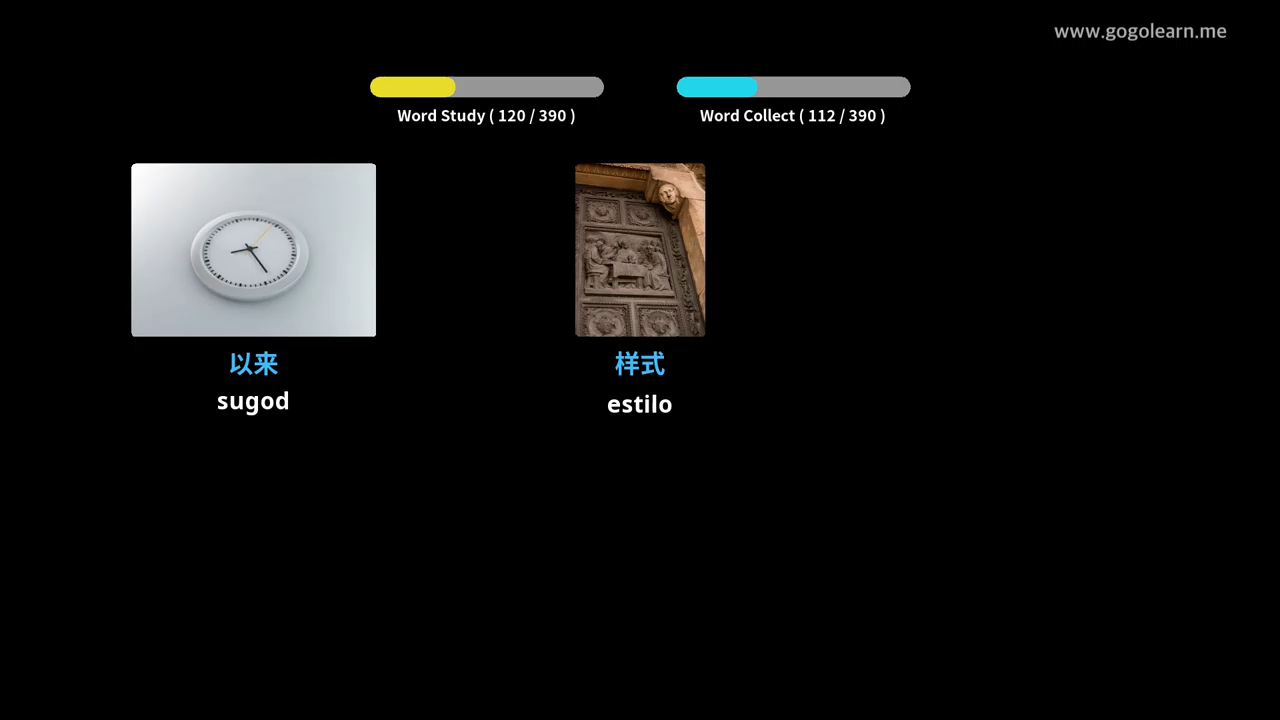 www.gogolearn.me
Word Study ( 120 / 390 )
Word Collect ( 112 / 390 )
以来
sugod
样式
estilo